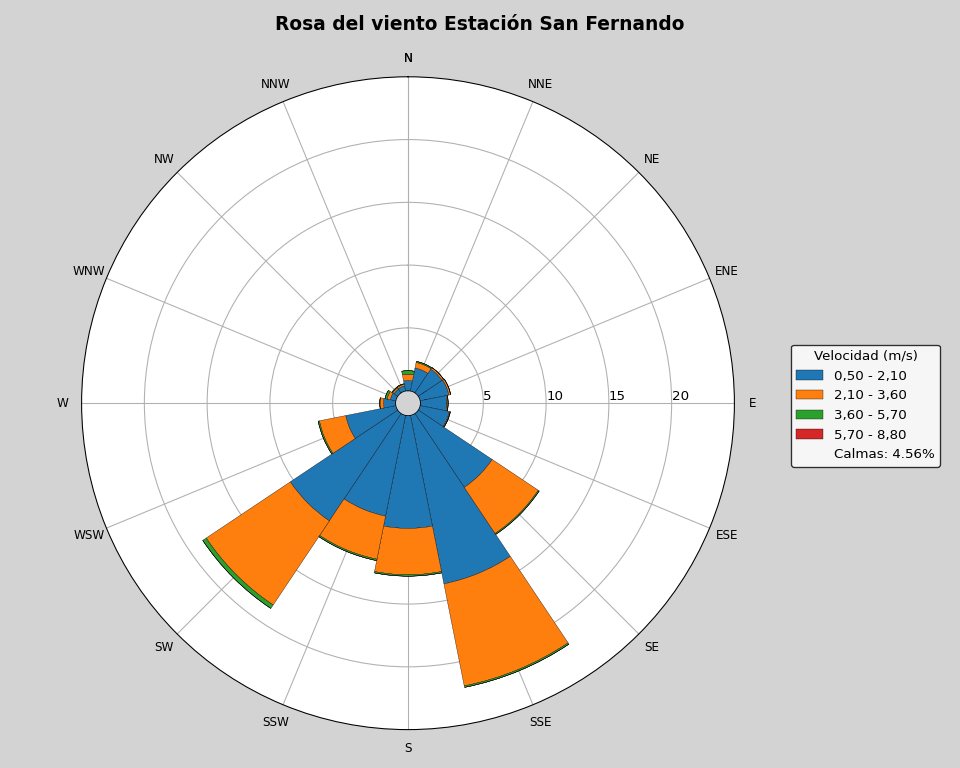 Rosa del viento Estación San Fernando
N
NNW
NNE
NW
NE
WNW
ENE
W
5
10
15
20
E
WSW
ESE
SW
SE
SSW
SSE
S
Velocidad (m/s)
0,50 - 2,10
2,10 - 3,60
3,60 - 5,70
5,70 - 8,80
Calmas: 4.56%